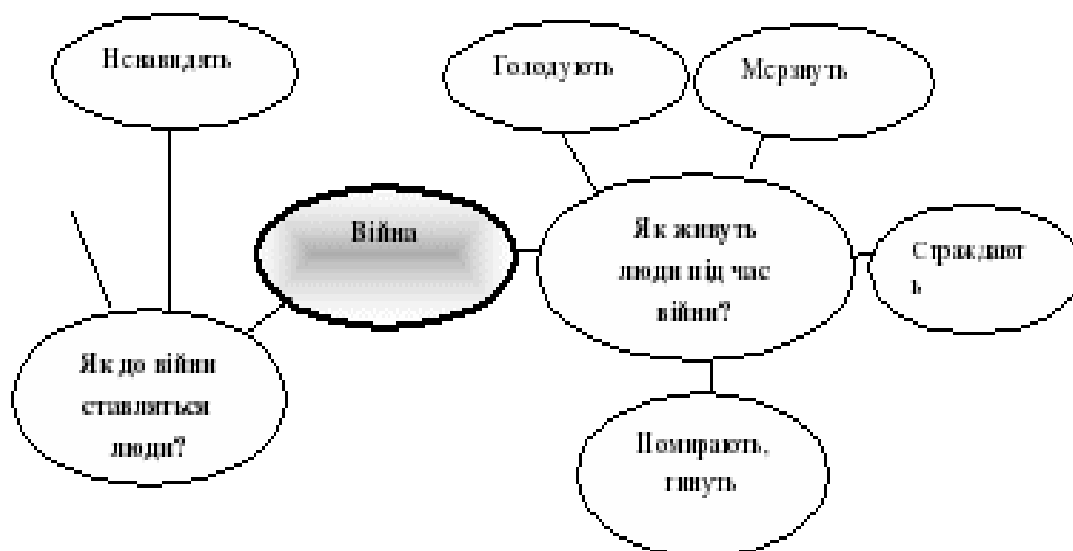 Ненавидять
Голодують
Мерзнуть
Війна
Як живуть
люди під час
війни?
Страждают
ь
Як до війни
ставляться
люди?
Помирають,
гинуть